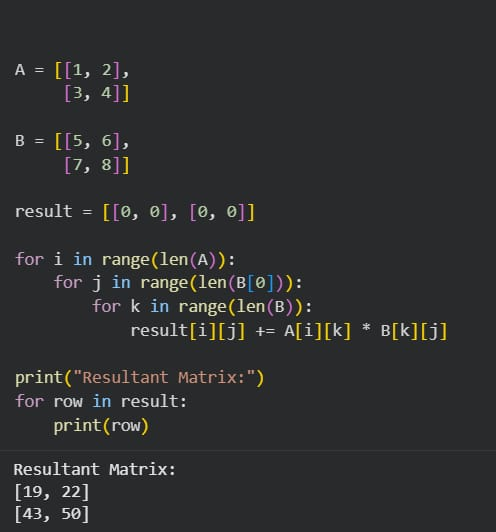 A = [[1, 2],
     [3, 4]]
B = [[5, 6],
     [7, 8]]
result = [[0, 0], [0, 0]]
for i in range(len(A)):
    for j in range(len(B[0])):
        for k in range(len(B)):
            result[i][j] += A[i][k] * B[k][j]
print("Resultant Matrix:")
for row in result:
    print(row)
Resultant Matrix:
[19, 22]
[43, 50]